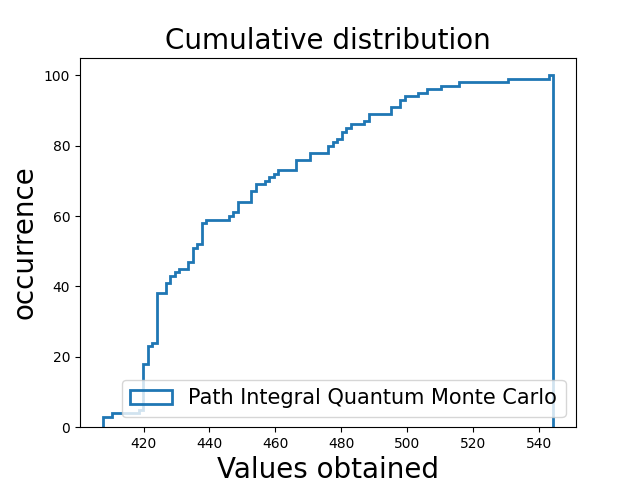 Cumulative distribution
100
80
60
40
20
0
occurrence
Path Integral Quantum Monte Carlo
420 440 460 480 500 520 540
Values obtained